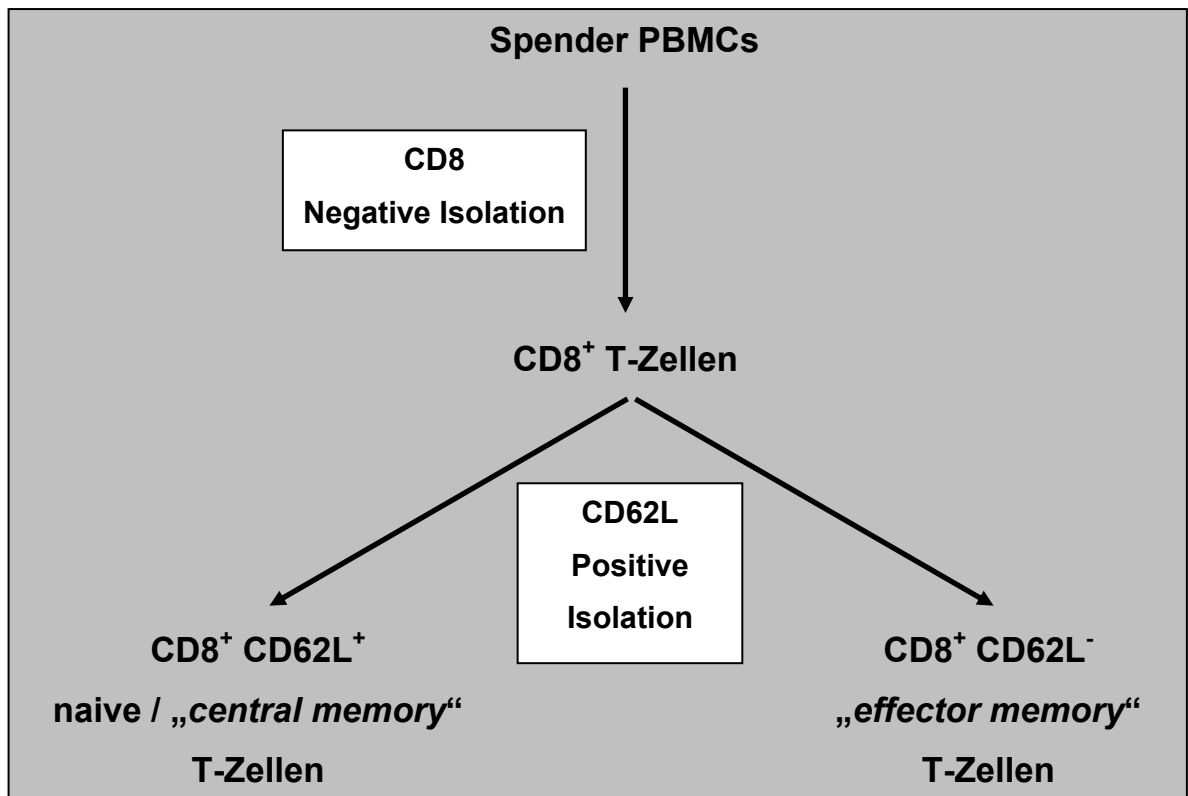 Spender PBMCs
CD8
Negative Isolation
CD8⁺ T-Zellen
CD62L
Positive
Isolation
CD8⁺ CD62L⁺
naive / „central memory“
T-Zellen
CD8⁺ CD62L⁻
„effector memory“
T-Zellen